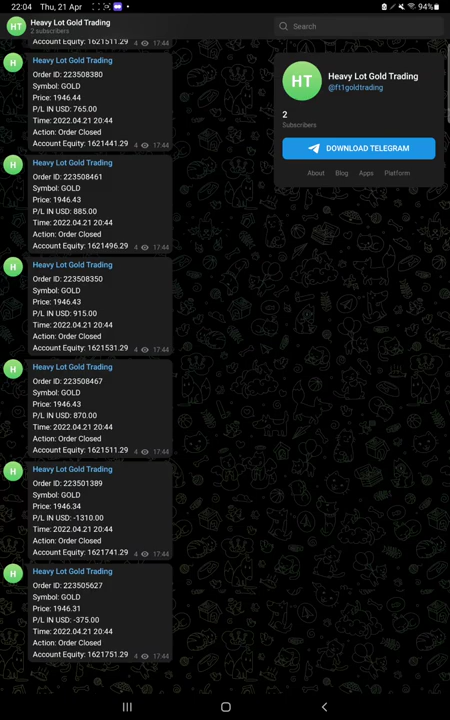 22:04 Thu, 21 Apr
94%
Heavy Lot Gold Trading
2 subscribers
Search
Account Equity: 1621511.29 4 17:44
Heavy Lot Gold Trading
Order ID: 223508380
Symbol: GOLD
Price: 1946.44
P/L IN USD: 765.00
Time: 2022.04.21 20:44
Action: Order Closed
Account Equity: 1621441.29 4 17:44
H
Heavy Lot Gold Trading
Order ID: 223508461
Symbol: GOLD
Price: 1946.43
P/L IN USD: 885.00
Time: 2022.04.21 20:44
Action: Order Closed
Account Equity: 1621496.29 4 17:44
H
Heavy Lot Gold Trading
Order ID: 223508350
Symbol: GOLD
Price: 1946.43
P/L IN USD: 915.00
Time: 2022.04.21 20:44
Action: Order Closed
Account Equity: 1621531.29 4 17:44
H
Heavy Lot Gold Trading
Order ID: 223508467
Symbol: GOLD
Price: 1946.43
P/L IN USD: 870.00
Time: 2022.04.21 20:44
Action: Order Closed
Account Equity: 1621511.29 4 17:44
H
Heavy Lot Gold Trading
Order ID: 223501389
Symbol: GOLD
Price: 1946.34
P/L IN USD: -1310.00
Time: 2022.04.21 20:44
Action: Order Closed
Account Equity: 1621741.29 4 17:44
H
Heavy Lot Gold Trading
Order ID: 223505627
Symbol: GOLD
Price: 1946.31
P/L IN USD: -375.00
Time: 2022.04.21 20:44
Action: Order Closed
Account Equity: 1621751.29 4 17:44
H
HT
HT
Heavy Lot Gold Trading
@ft1goldtrading
2
Subscribers
DOWNLOAD TELEGRAM
About Blog Apps Platform